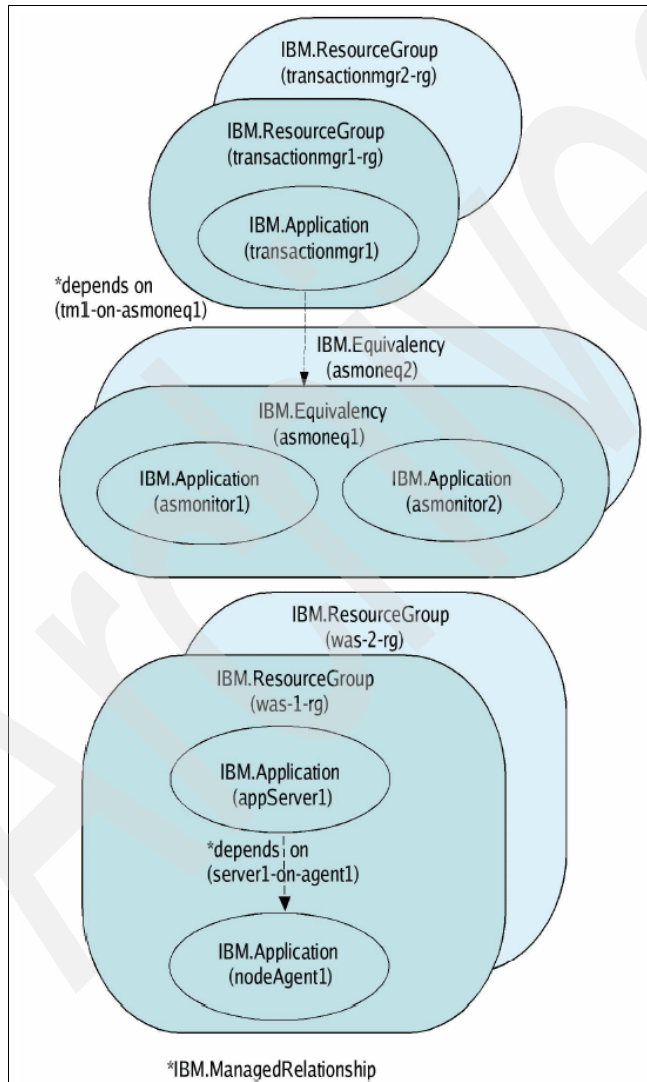 IBM.ResourceGroup
(transactionmgr2-rg)
IBM.ResourceGroup
(transactionmgr1-rg)
IBM.Application
(transactionmgr1)
*depends on
(tm1-on-asmoneq1)
IBM.Equivalency
(asmoneq2)
IBM.Equivalency
(asmoneq1)
IBM.Application
(asmonitor1)
IBM.Application
(asmonitor2)
IBM.ResourceGroup
(was-2-rg)
IBM.ResourceGroup
(was-1-rg)
IBM.Application
(appServer1)
*depends on
(server1-on-agent1)
IBM.Application
(nodeAgent1)
*IBM.ManagedRelationship